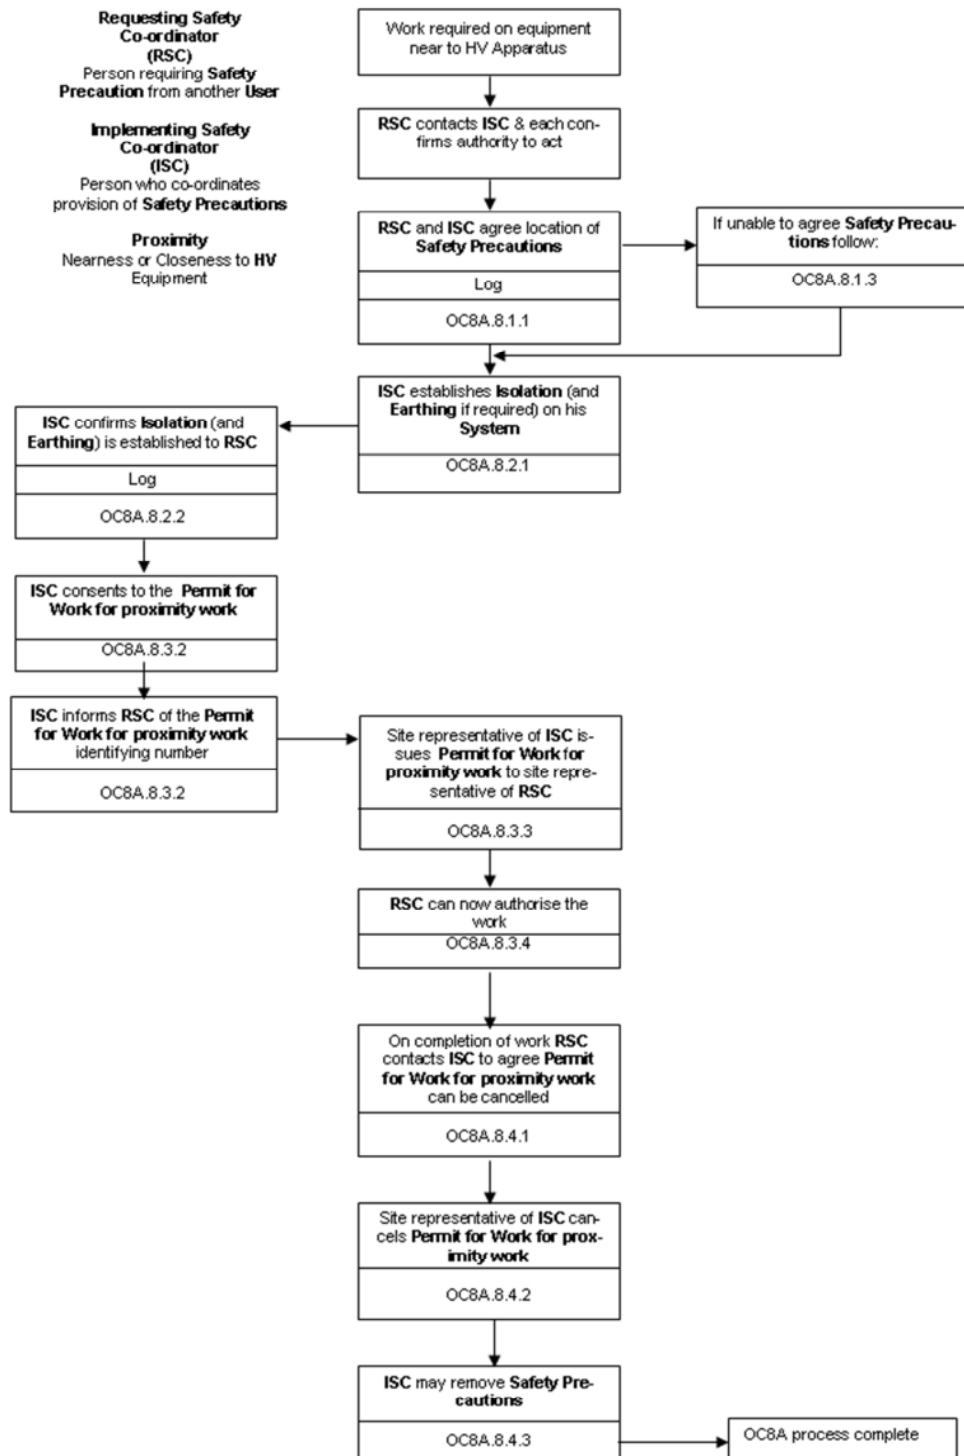 Requesting Safety
Co-ordinator
(RSC)
Person requiring Safety
Precaution from another User
Implementing Safety
Co-ordinator
(ISC)
Person who co-ordinates
provision of Safety Precautions
Proximity
Nearness or Closeness to HV
Equipment
Work required on equipment
near to HV Apparatus
RSC contacts ISC & each con-
firms authority to act
RSC and ISC agree location of
Safety Precautions
Log
OC8A.8.1.1
If unable to agree Safety Precau-
tions follow:
OC8A.8.1.3
ISC establishes Isolation (and
Earthing if required) on his
System
OC8A.8.2.1
ISC confirms Isolation (and
Earthing) is established to RSC
Log
OC8A.8.2.2
ISC consents to the Permit for
Work for proximity work
OC8A.8.3.2
ISC informs RSC of the Permit
for Work for proximity work
identifying number
OC8A.8.3.2
Site representative of ISC is-
sues Permit for Work for
proximity work to site repre-
sentative of RSC
OC8A.8.3.3
RSC can now authorise the
work
OC8A.8.3.4
On completion of work RSC
contacts ISC to agree Permit
for Work for proximity work
can be cancelled
OC8A.8.4.1
Site representative of ISC can-
cels Permit for Work for prox-
imity work
OC8A.8.4.2
ISC may remove Safety Pre-
cautions
OC8A.8.4.3
OC8A process complete